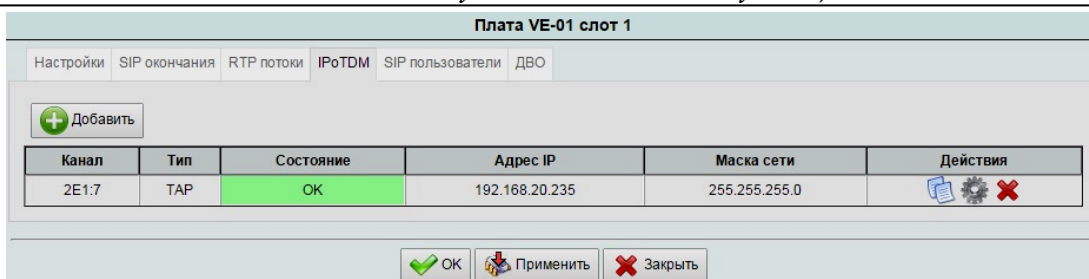 Плата VE-01 слот 1
Настройки SIP окончания RTP потоки IPoTDM SIP пользователи ДВО
Добавить
Канал Тип Состояние Адрес IP Маска сети Действия
2E1:7 TAP OK 192.168.20.235 255.255.255.0
OK Применить Закрыть